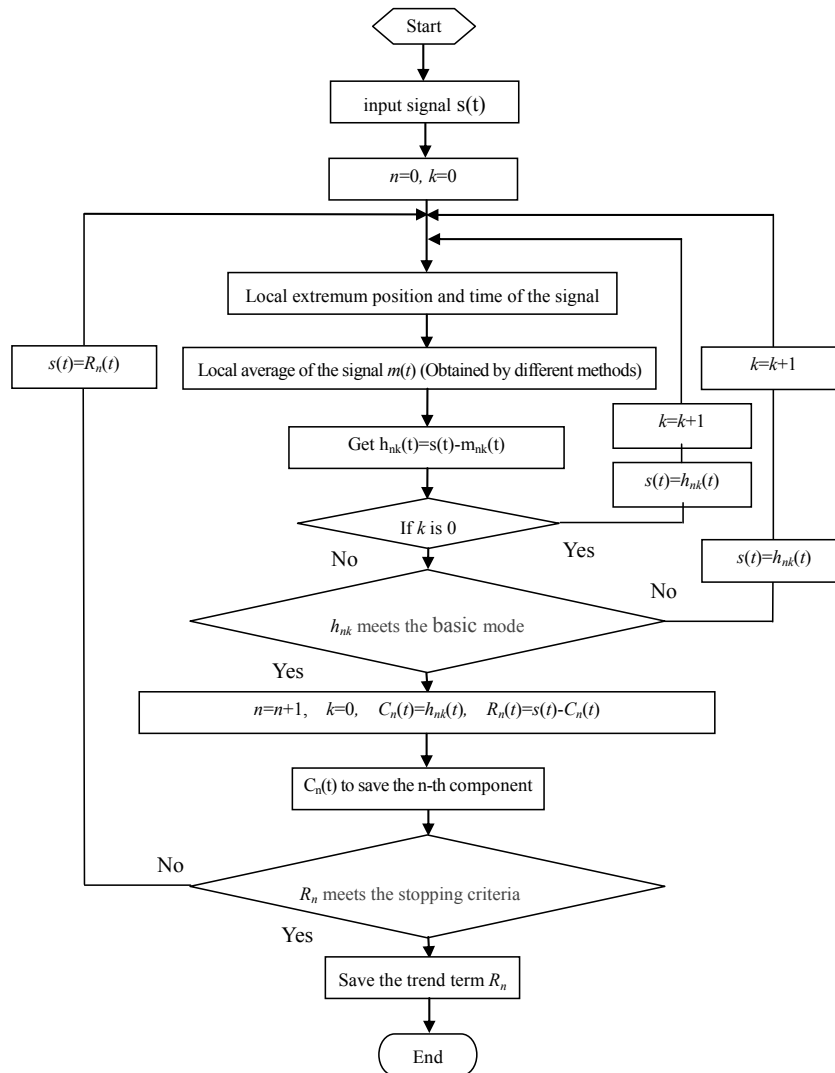 Start
input signal s(t)
n=0, k=0
Local extremum position and time of the signal
s(t)=Rn(t)
Local average of the signal m(t) (Obtained by different methods)
k=k+1
k=k+1
Get hnk(t)=s(t)-mnk(t)
s(t)=hnk(t)
If k is 0
No
Yes
s(t)=hnk(t)
No
hnk meets the basic mode
Yes
n=n+1, k=0, Cn(t)=hnk(t), Rn(t)=s(t)-Cn(t)
Cn(t) to save the n-th component
No
Rn meets the stopping criteria
Yes
Save the trend term Rn
End